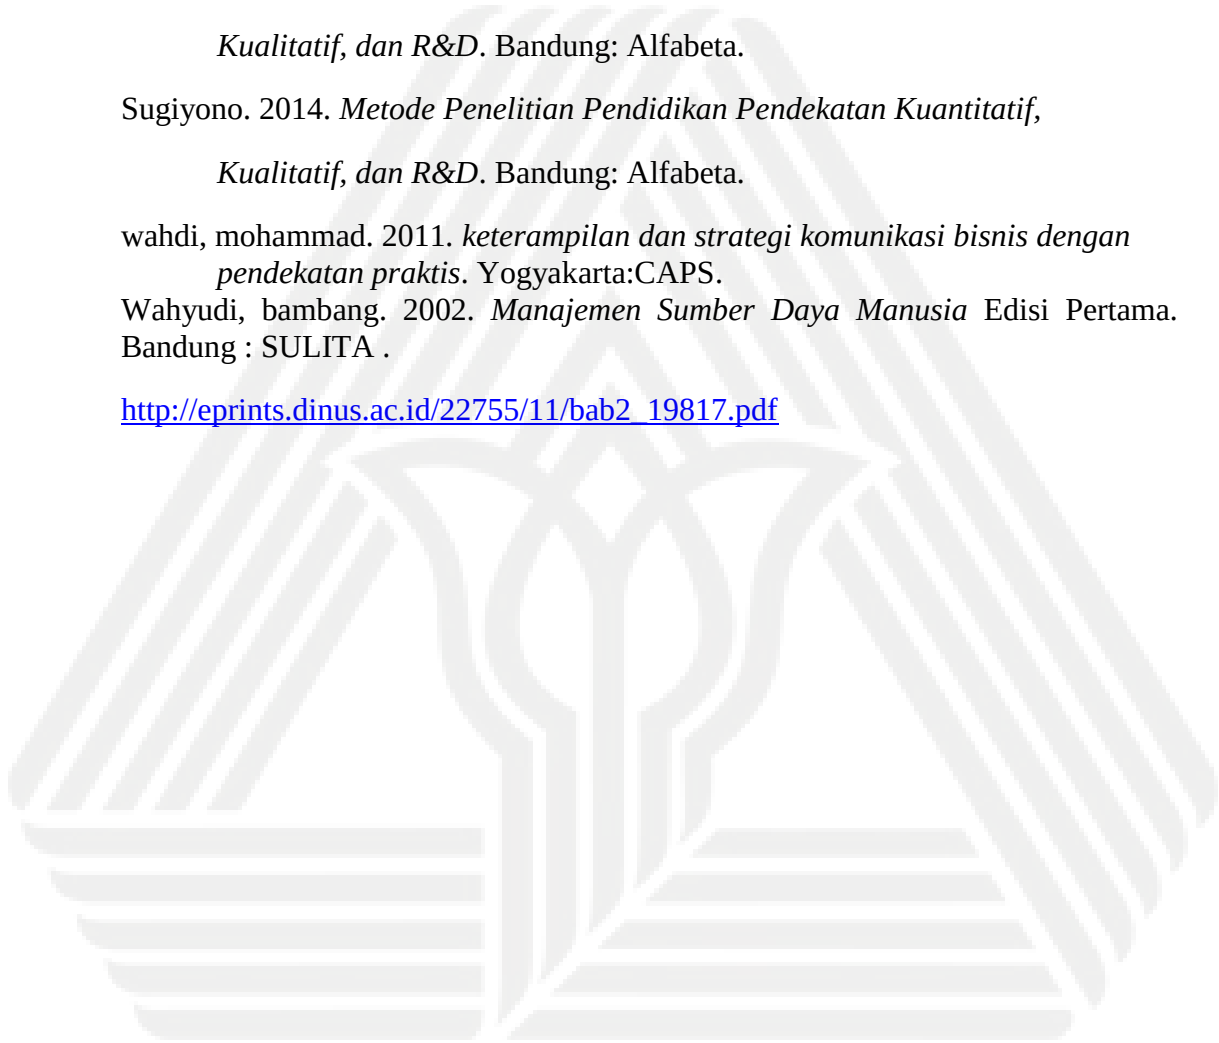 Kualitatif, dan R&D. Bandung: Alfabeta.
Sugiyono. 2014. Metode Penelitian Pendidikan Pendekatan Kuantitatif,
Kualitatif, dan R&D. Bandung: Alfabeta.
wahdi, mohammad. 2011. keterampilan dan strategi komunikasi bisnis dengan
pendekatan praktis. Yogyakarta:CAPS.
Wahyudi, bambang. 2002. Manajemen Sumber Daya Manusia Edisi Pertama.
Bandung : SULITA .
http://eprints.dinus.ac.id/22755/11/bab2_19817.pdf